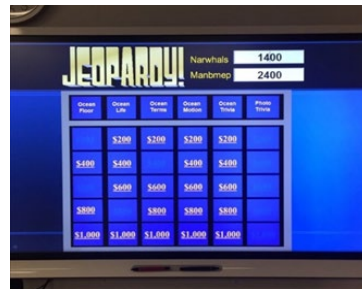 JEOPARDY!
Narwhals 1400
Manbmep 2400
Ocean Floor Ocean Life Ocean Terms Ocean Motion Ocean Trivia Photo Trivia
$200 $200 $200 $200
$400 $400 $400 $400
$600 $600 $600 $600
$800 $800 $800 $800
$1,000 $1,000 $1,000 $1,000 $1,000